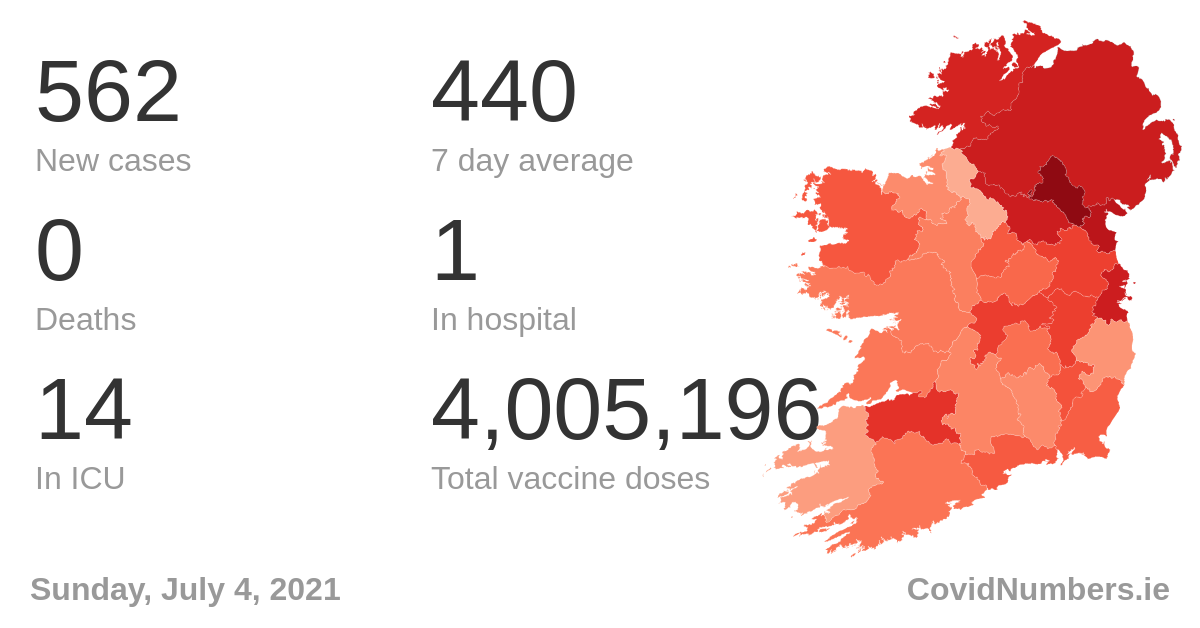 562
New cases
440
7 day average
0
Deaths
1
In hospital
14
In ICU
4,005,196
Total vaccine doses
Sunday, July 4, 2021
CovidNumbers.ie